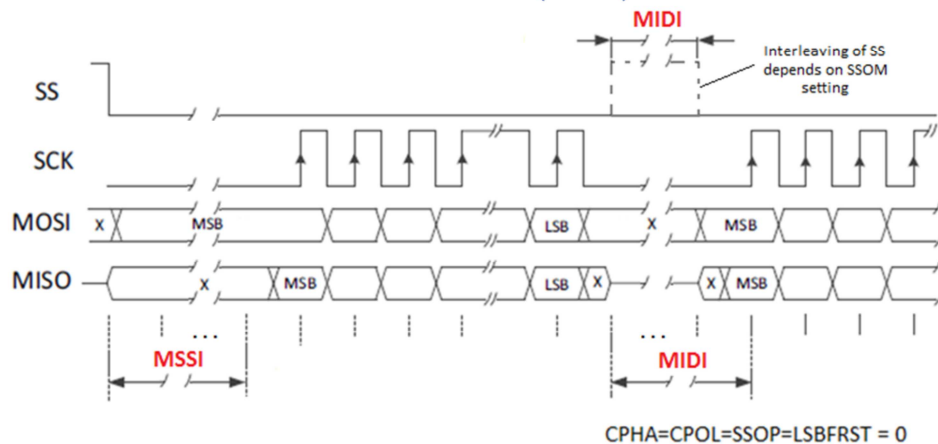 MIDI
Interleaving of SS
depends on SSOM
setting
SS
SCK
MOSI X MSB LSB X MSB
MISO X MSB LSB X X MSB
... ...
MSSI MIDI
CPHA=CPOL=SSOP=LSBFRST = 0